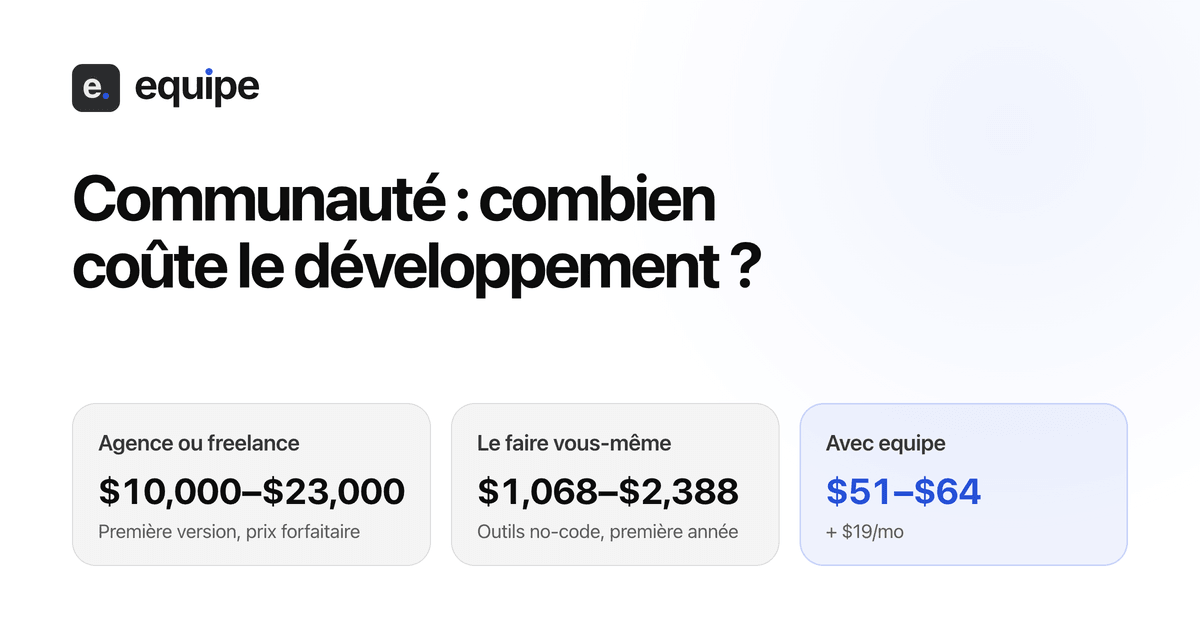 e.
equipe
Communauté : combien
coûte le développement ?
Agence ou freelance
$10,000–$23,000
Première version, prix forfaitaire
Le faire vous-même
$1,068–$2,388
Outils no-code, première année
Avec equipe
$51–$64
+ $19/mo